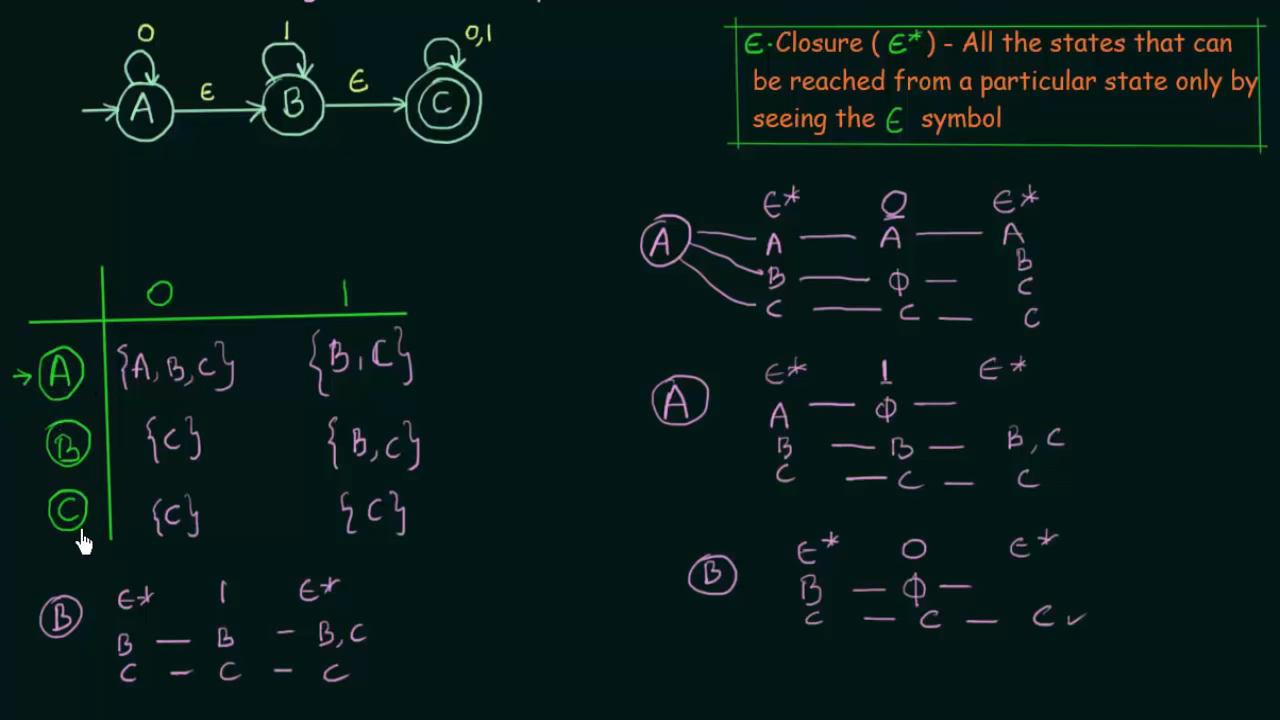 0 1 0,1
A ϵ B ϵ C
ϵ-Closure ( ϵ* ) - All the states that can
be reached from a particular state only by
seeing the ϵ symbol
0 1
A {A, B, C} {B, C}
B {C} {B, C}
C {C} {C}
B ϵ* 1 ϵ*
B — B – B, C
C – C – C
ϵ* 0 ϵ*
A A — A — A
B
B — Φ — C
C — C — C
A ϵ* 1 ϵ*
A — Φ —
B — B — B, C
C — C — C
B ϵ* 0 ϵ*
B — Φ —
C — C — C ✓